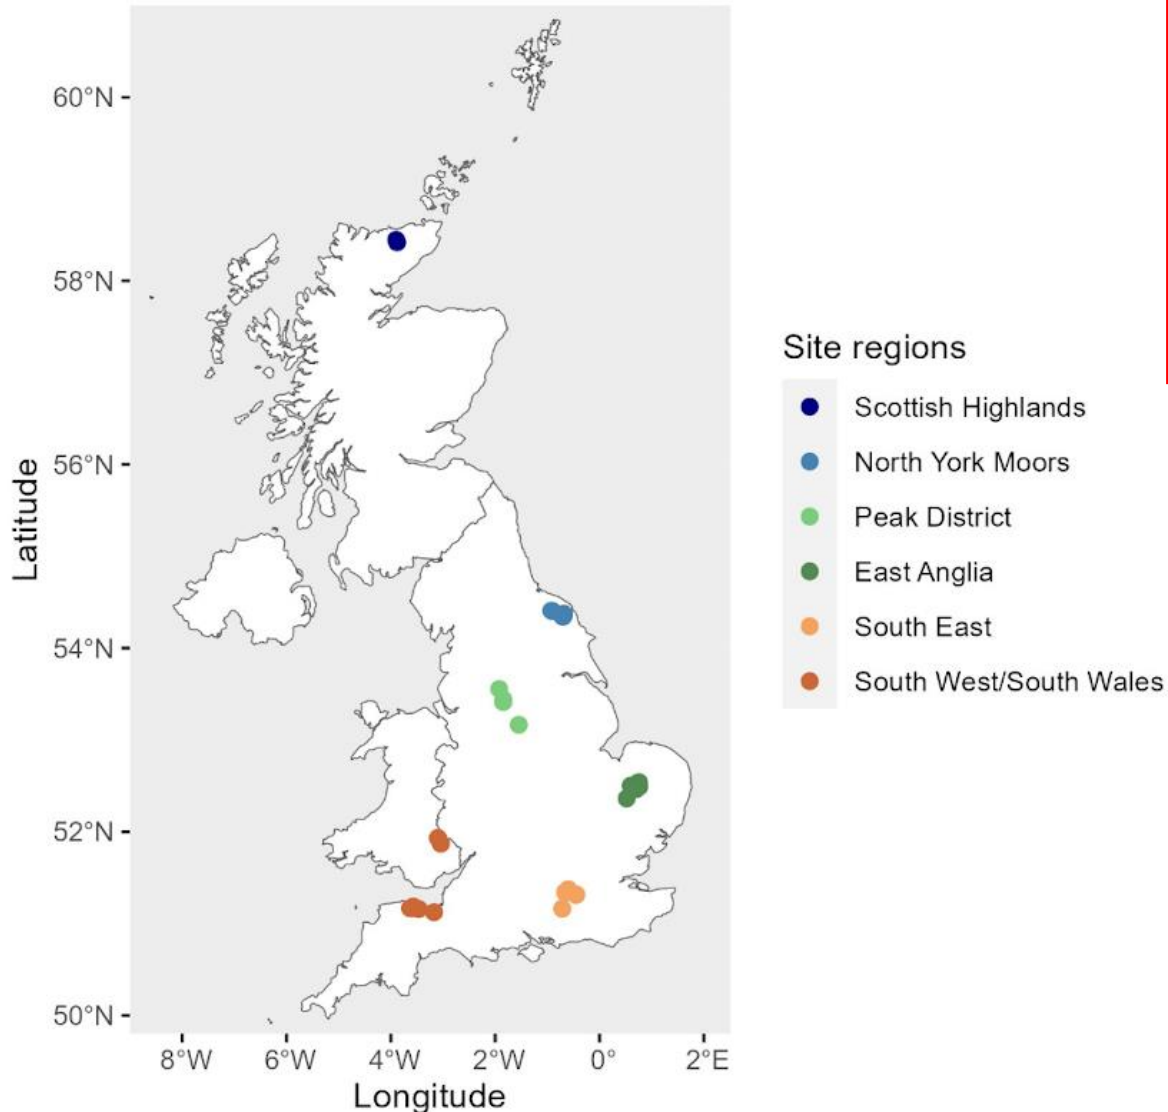 60°N
58°N
56°N
54°N
52°N
50°N
Latitude
8°W 6°W 4°W 2°W 0° 2°E
Longitude
Site regions
Scottish Highlands
North York Moors
Peak District
East Anglia
South East
South West/South Wales